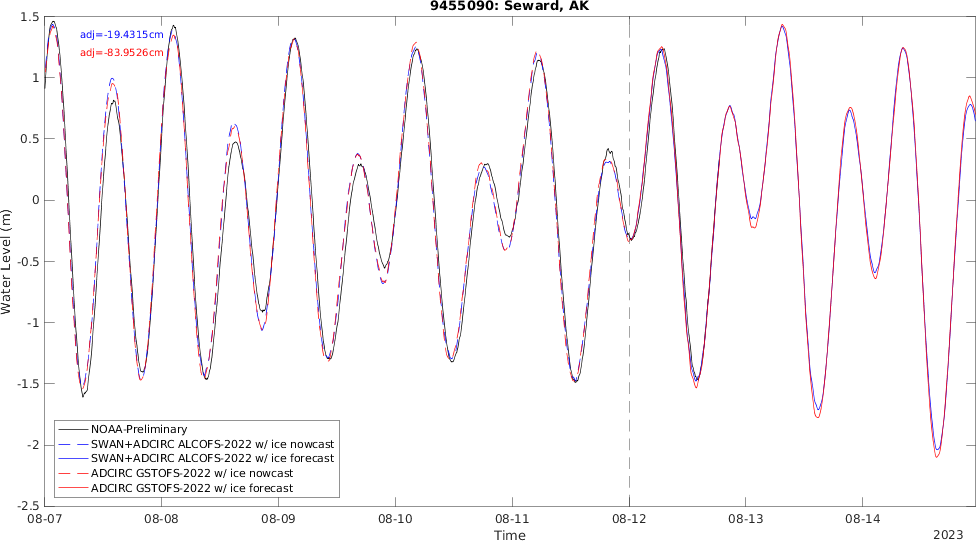 9455090: Seward, AK
adj=-19.4315cm
adj=-83.9526cm
1.5
1
0.5
0
-0.5
-1
-1.5
-2
-2.5
Water Level (m)
NOAA-Preliminary
SWAN+ADCIRC ALCOFS-2022 w/ ice nowcast
SWAN+ADCIRC ALCOFS-2022 w/ ice forecast
ADCIRC GSTOFS-2022 w/ ice nowcast
ADCIRC GSTOFS-2022 w/ ice forecast
08-07 08-08 08-09 08-10 08-11 08-12 08-13 08-14
Time
2023